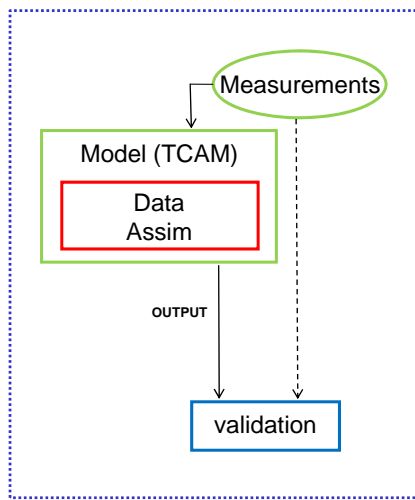 Measurements
Model (TCAM)
Data
Assim
OUTPUT
validation